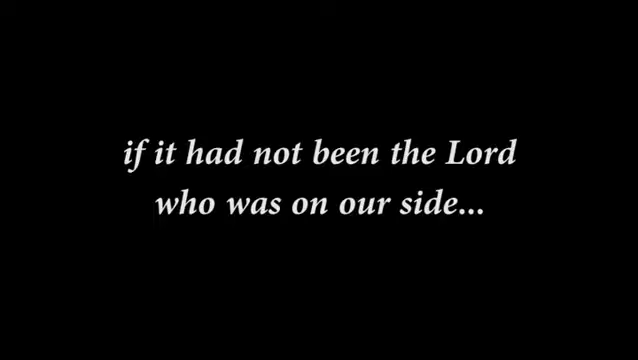 if it had not been the Lord
who was on our side...